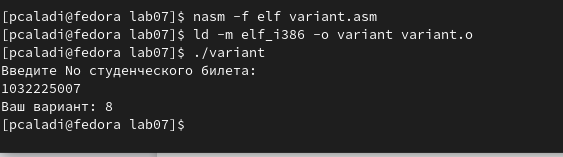 [pcaladi@fedora lab07]$ nasm -f elf variant.asm
[pcaladi@fedora lab07]$ ld -m elf_i386 -o variant variant.o
[pcaladi@fedora lab07]$ ./variant
Введите No студенческого билета:
1032225007
Ваш вариант: 8
[pcaladi@fedora lab07]$